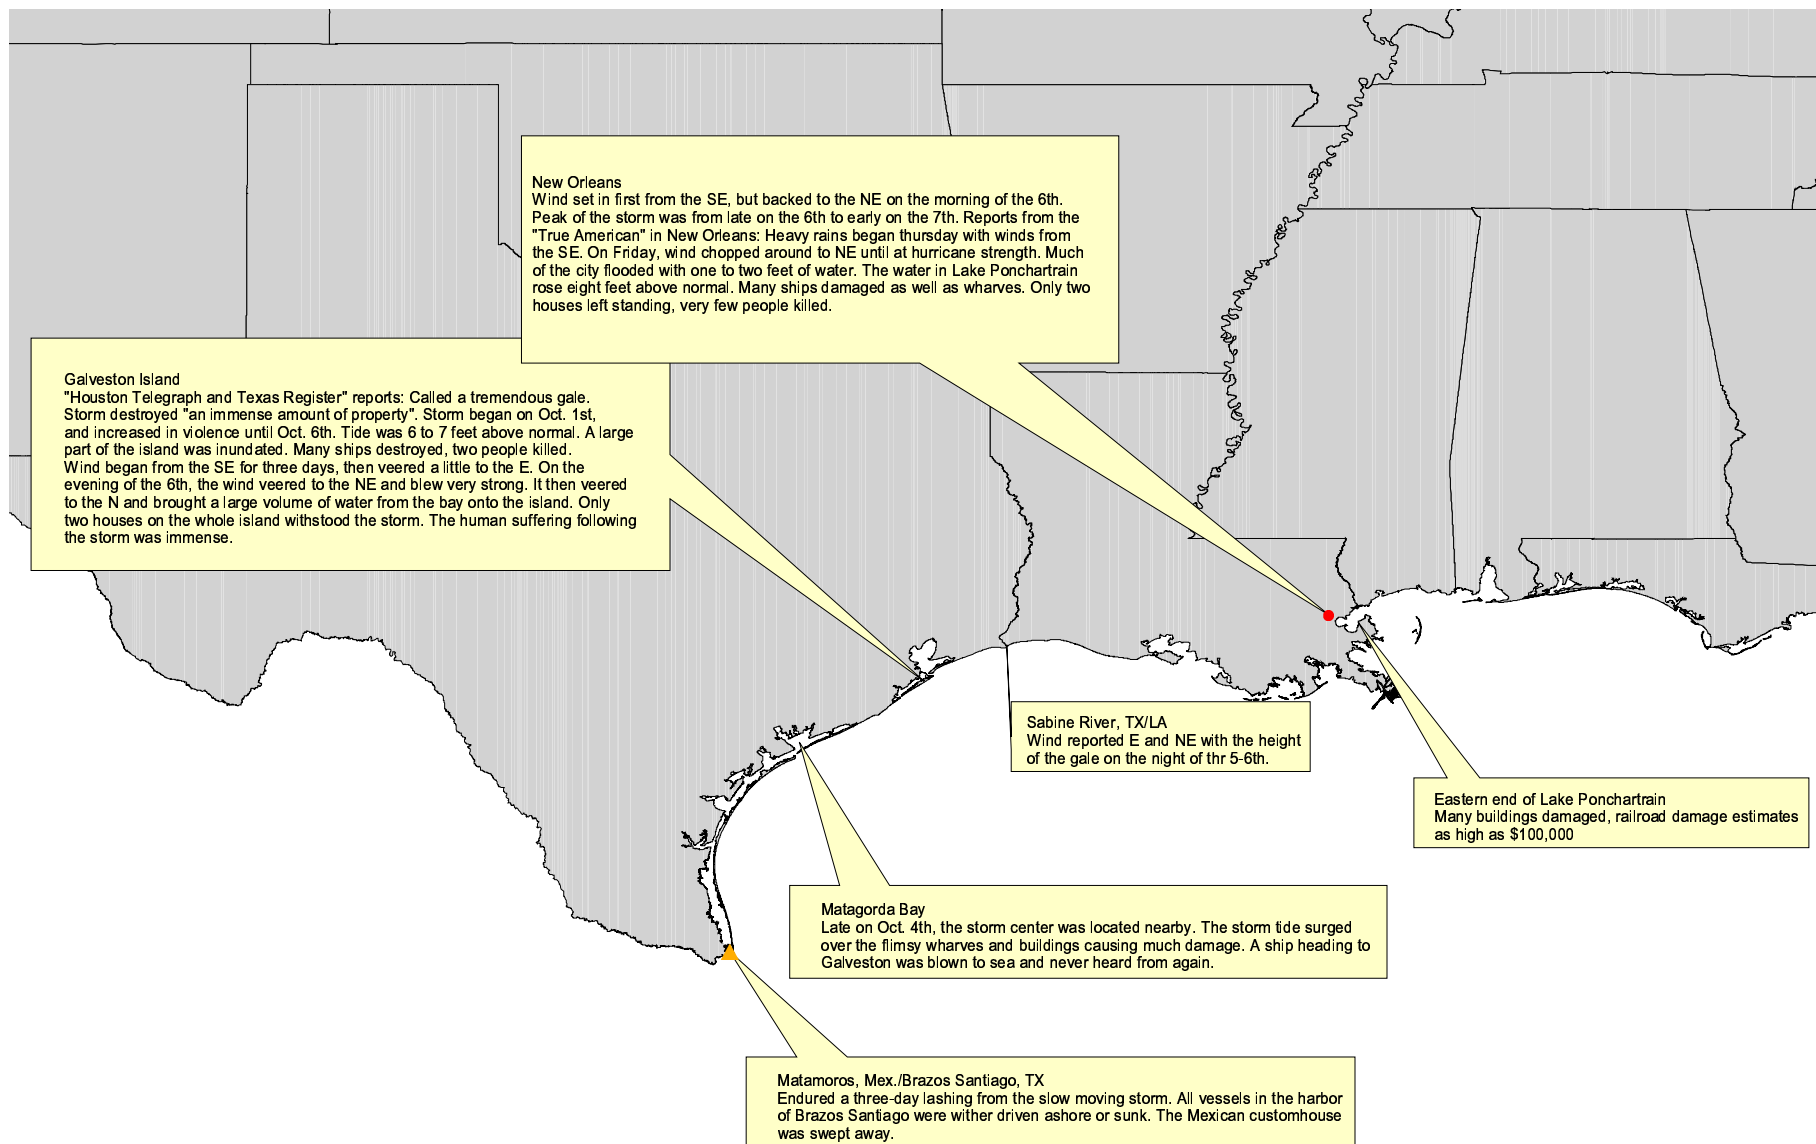 New Orleans
Wind set in first from the SE, but backed to the NE on the morning of the 6th.
Peak of the storm was from late on the 6th to early on the 7th. Reports from the
"True American" in New Orleans: Heavy rains began thursday with winds from
the SE. On Friday, wind chopped around to NE until at hurricane strength. Much
of the city flooded with one to two feet of water. The water in Lake Ponchartrain
rose eight feet above normal. Many ships damaged as well as wharves. Only two
houses left standing, very few people killed.
Galveston Island
"Houston Telegraph and Texas Register" reports: Called a tremendous gale.
Storm destroyed "an immense amount of property". Storm began on Oct. 1st,
and increased in violence until Oct. 6th. Tide was 6 to 7 feet above normal. A large
part of the island was inundated. Many ships destroyed, two people killed.
Wind began from the SE for three days, then veered a little to the E. On the
evening of the 6th, the wind veered to the NE and blew very strong. It then veered
to the N and brought a large volume of water from the bay onto the island. Only
two houses on the whole island withstood the storm. The human suffering following
the storm was immense.
Sabine River, TX/LA
Wind reported E and NE with the height
of the gale on the night of thr 5-6th.
Eastern end of Lake Ponchartrain
Many buildings damaged, railroad damage estimates
as high as $100,000
Matagorda Bay
Late on Oct. 4th, the storm center was located nearby. The storm tide surged
over the flimsy wharves and buildings causing much damage. A ship heading to
Galveston was blown to sea and never heard from again.
Matamoros, Mex./Brazos Santiago, TX
Endured a three-day lashing from the slow moving storm. All vessels in the harbor
of Brazos Santiago were wither driven ashore or sunk. The Mexican customhouse
was swept away.